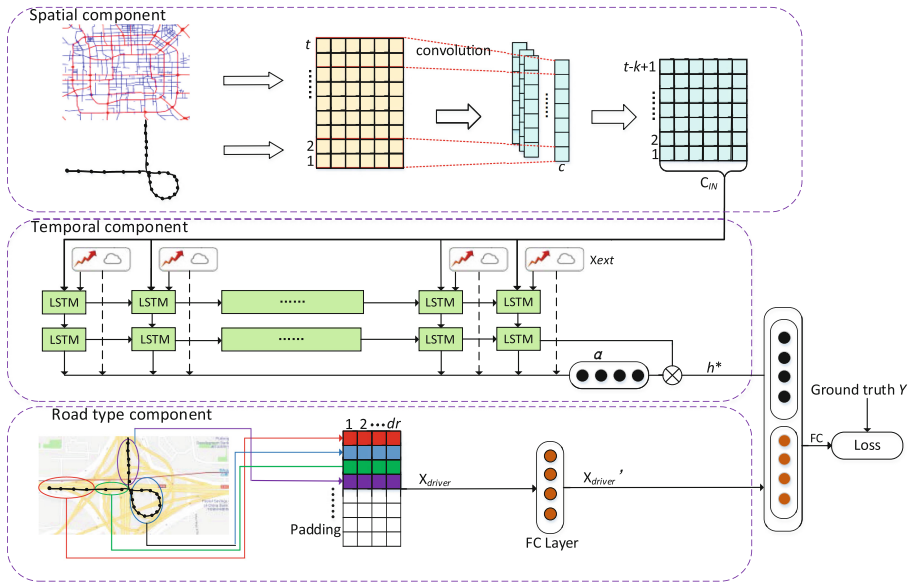 Spatial component
t
convolution
2
1
c
t-k+1
2
1
C_IN
Temporal component
Xext
LSTM
LSTM
LSTM
LSTM
LSTM
LSTM
LSTM
LSTM
α
h*
Road type component
1 2 ••• dr
X_driver
X_driver'
Padding
FC Layer
FC
Ground truth Y
Loss